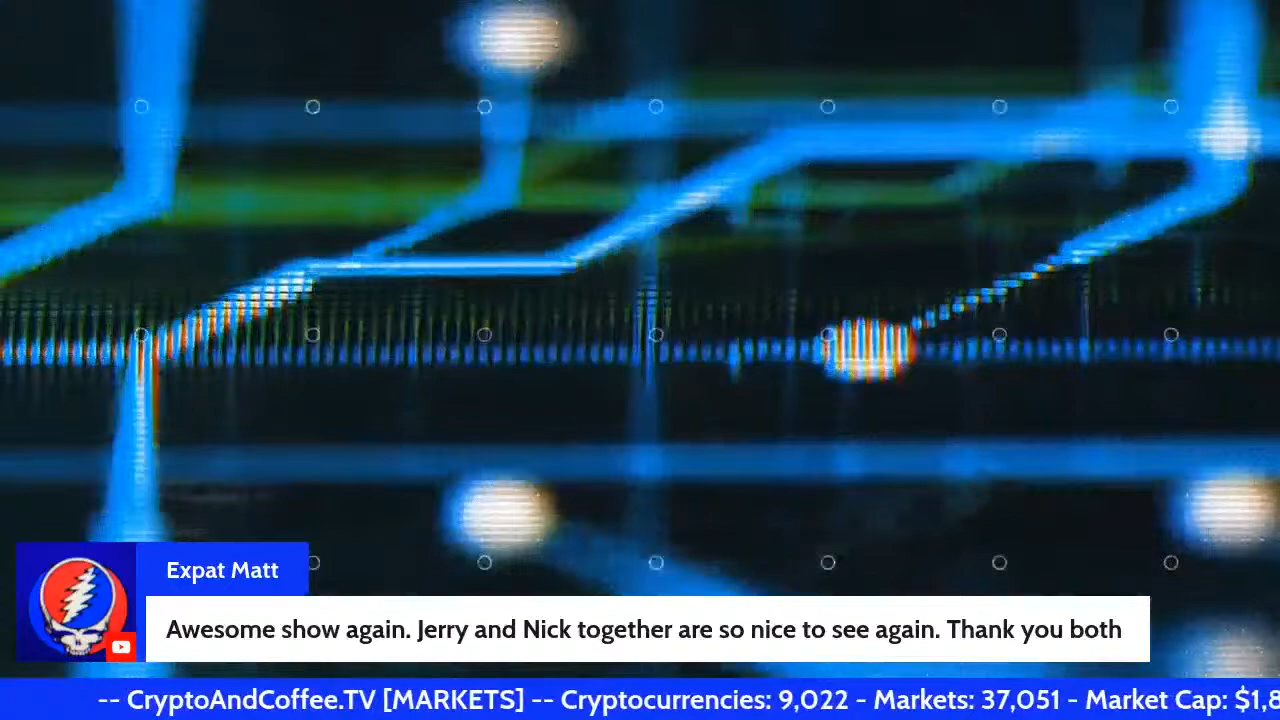 Expat Matt
Awesome show again. Jerry and Nick together are so nice to see again. Thank you both
-- CryptoAndCoffee.TV [MARKETS] -- Cryptocurrencies: 9,022 - Markets: 37,051 - Market Cap: $1,8